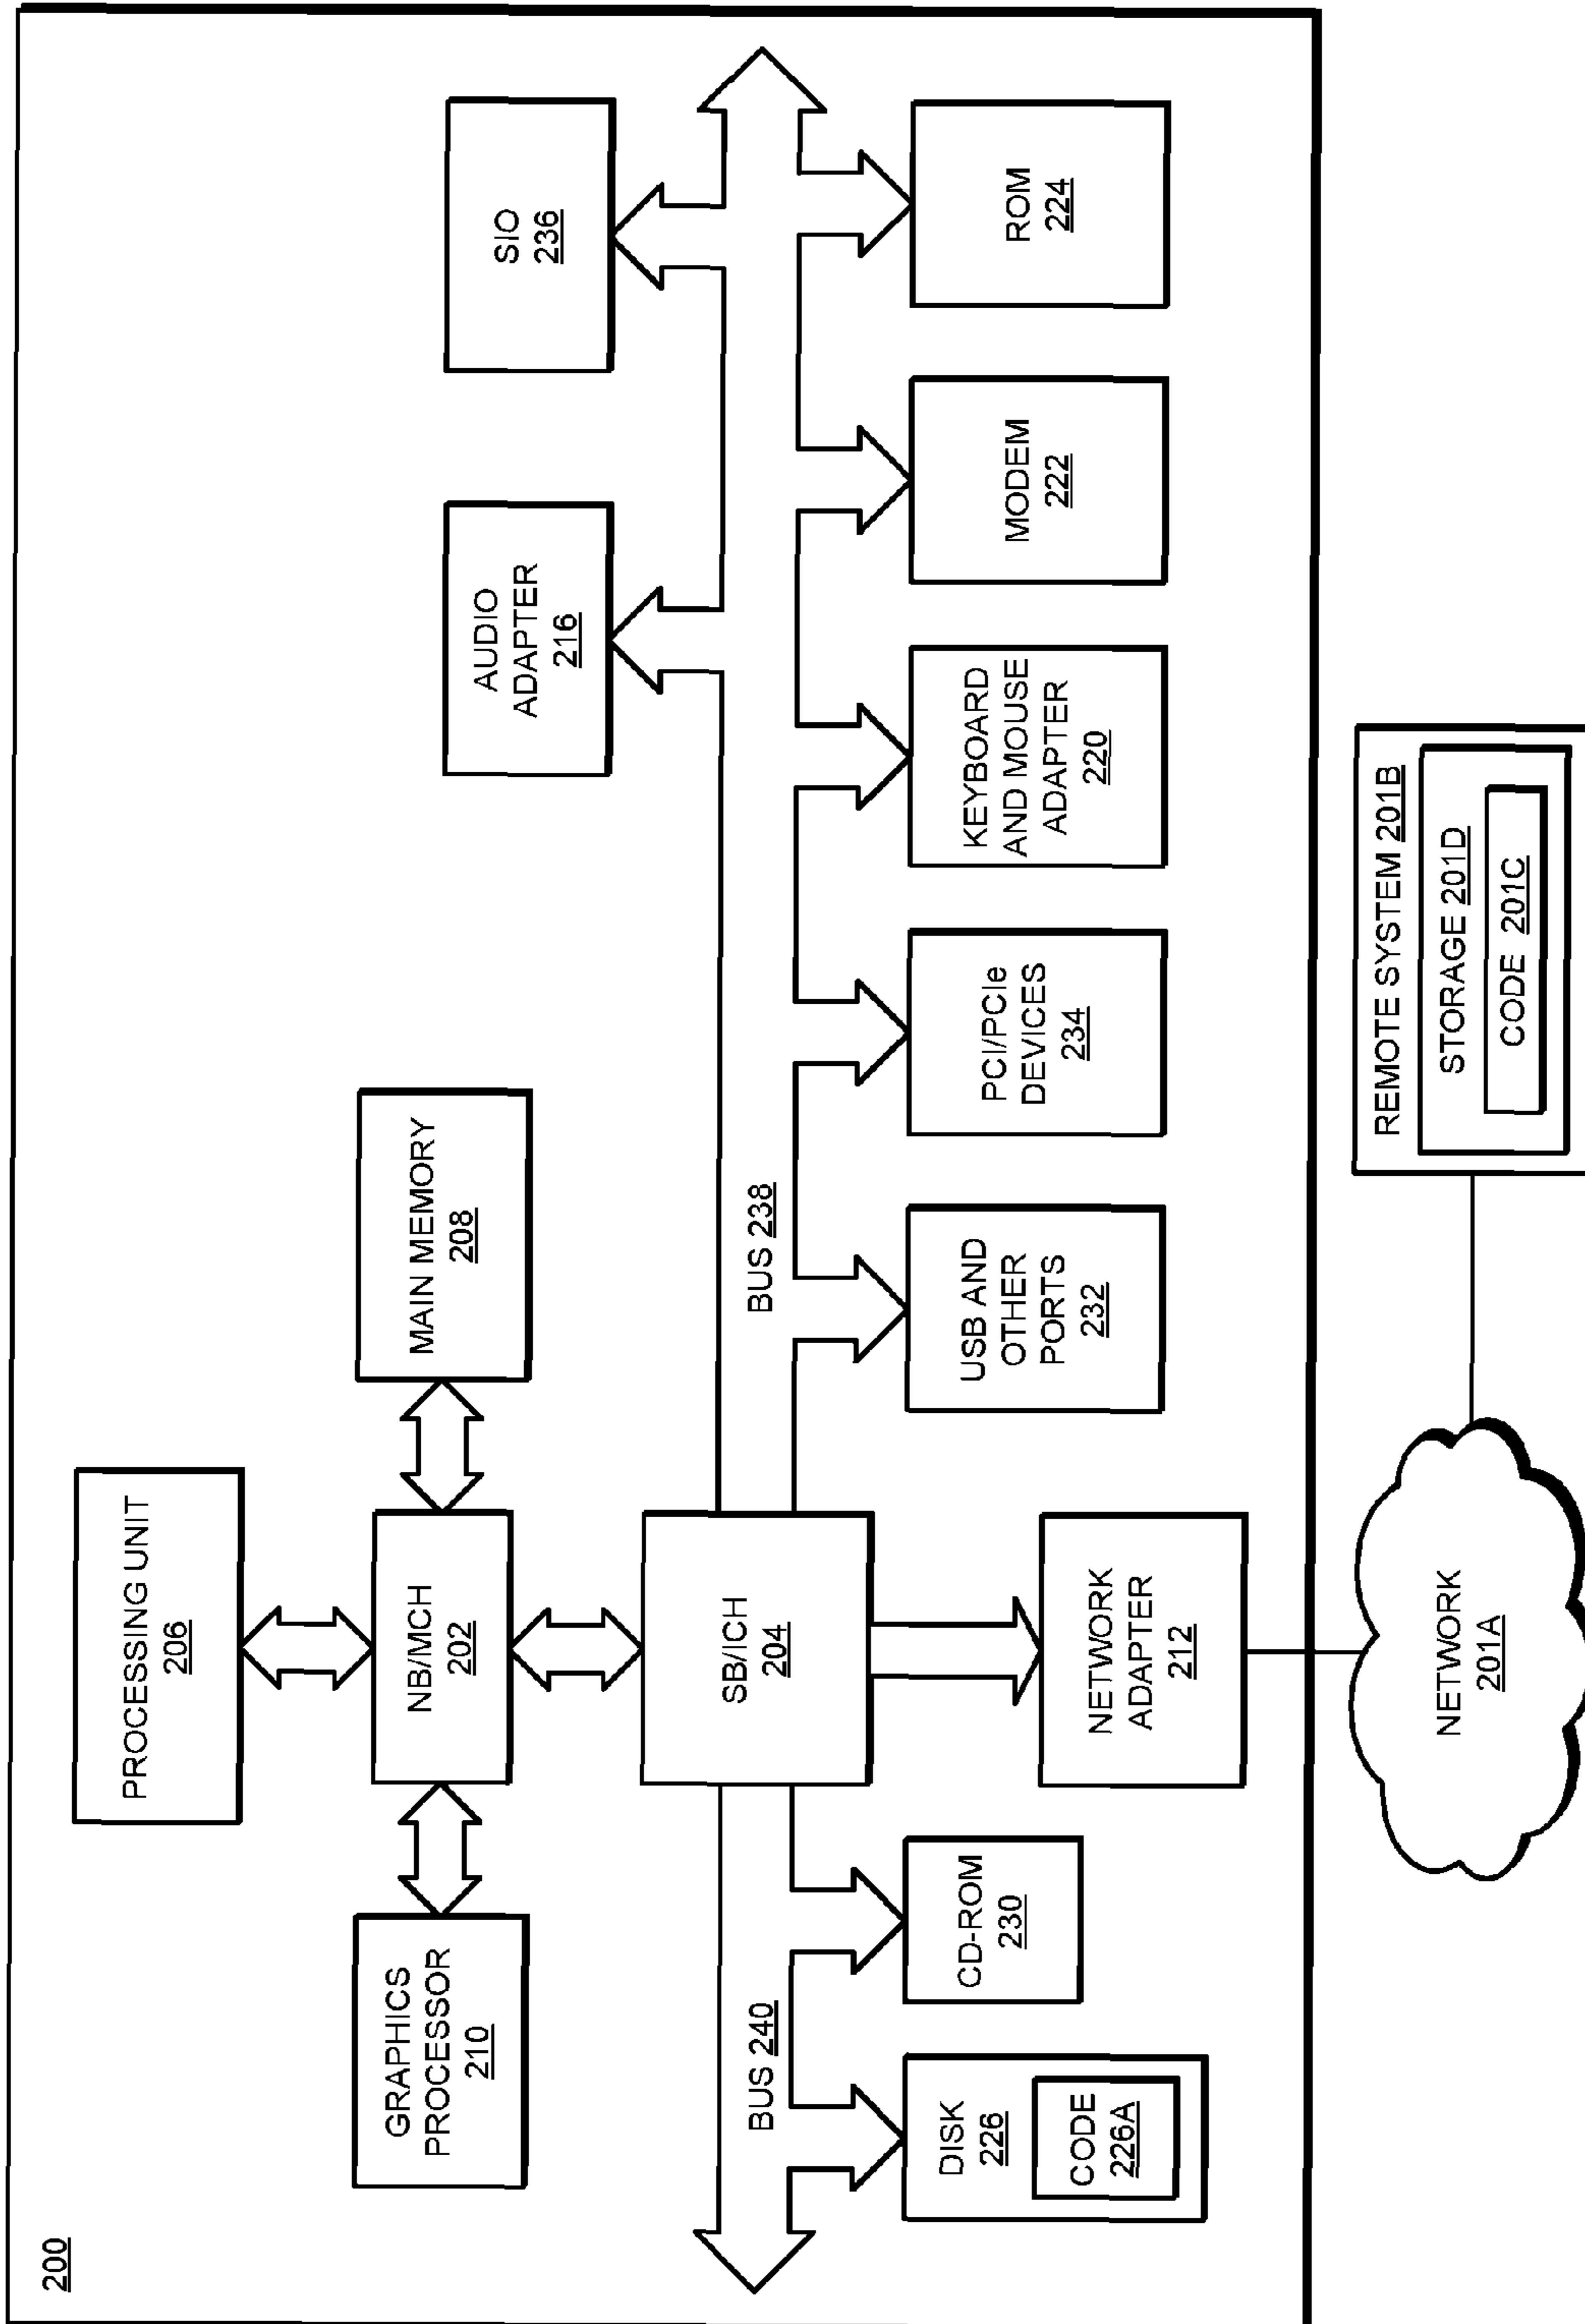 200
PROCESSING UNIT
206
GRAPHICS
PROCESSOR
210
NB/MCH
202
MAIN MEMORY
208
AUDIO
ADAPTER
216
SIO
236
SB/ICH
204
BUS 240
BUS 238
DISK
226
CODE
226A
CD-ROM
230
NETWORK
ADAPTER
212
USB AND
OTHER
PORTS
232
PCI/PCIe
DEVICES
234
KEYBOARD
AND MOUSE
ADAPTER
220
MODEM
222
ROM
224
NETWORK
201A
REMOTE SYSTEM 201B
STORAGE 201D
CODE 201C